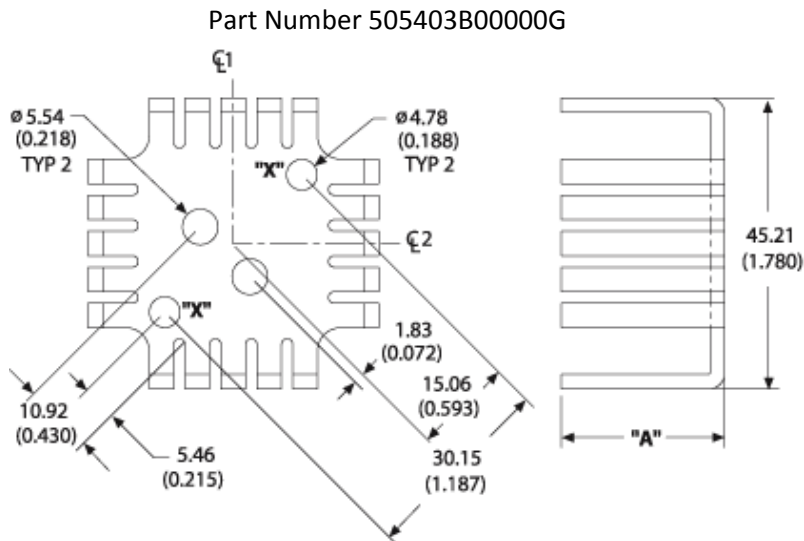 Part Number 505403B00000G
℄1
ø5.54
(0.218)
TYP 2
ø4.78
(0.188)
TYP 2
"X"
℄2
"X"
45.21
(1.780)
1.83
(0.072)
15.06
(0.593)
10.92
(0.430)
5.46
(0.215)
30.15
(1.187)
"A"